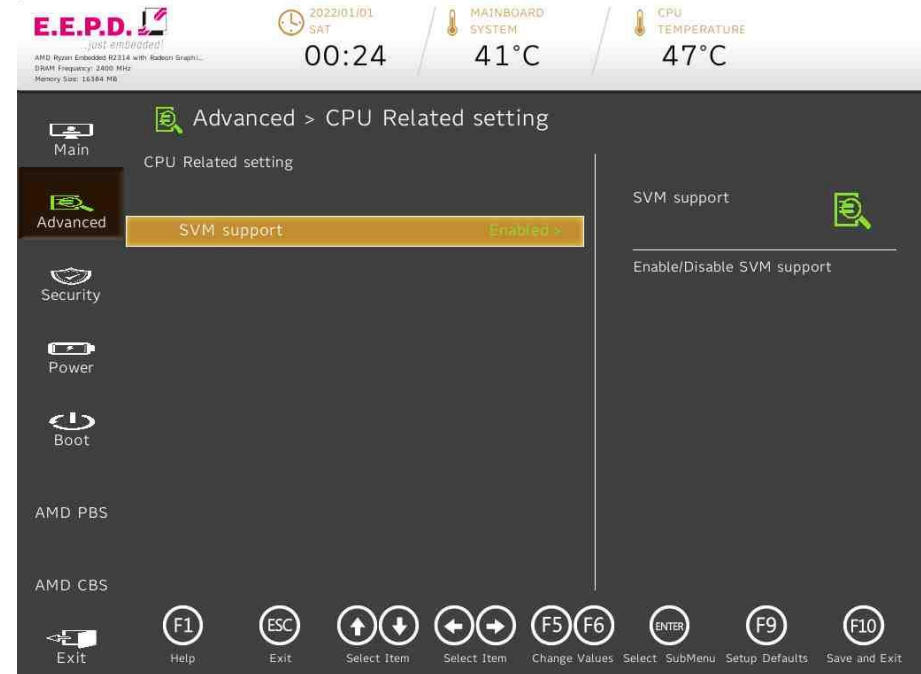 E.E.P.D.
...just embedded!
AMD Ryzen Embedded R2314 with Radeon Graphi...
DRAM Frequency: 2400 MHz
Memory Size: 16384 MB
2022/01/01
SAT
00:24
MAINBOARD
SYSTEM
41°C
CPU
TEMPERATURE
47°C
Main
Advanced
Security
Power
Boot
AMD PBS
AMD CBS
Exit
Advanced > CPU Related setting
CPU Related setting
SVM support Enabled >
SVM support
Enable/Disable SVM support
F1
Help
ESC
Exit
Select Item
Select Item
F5 F6
Change Values
ENTER
Select SubMenu
F9
Setup Defaults
F10
Save and Exit